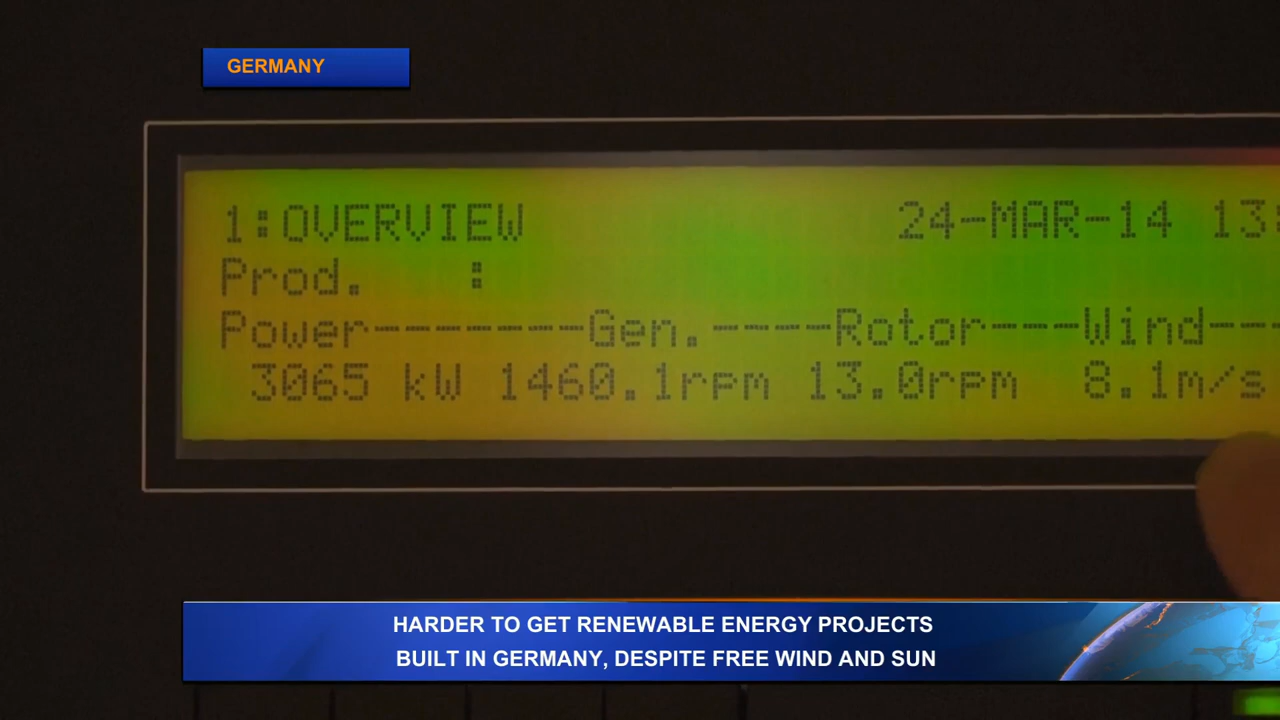 GERMANY
1:OVERVIEW 24-MAR-14 13:
Prod. :
Power-------Gen.----Rotor---Wind--
3065 kW 1460.1rpm 13.0rpm 8.1m/s
HARDER TO GET RENEWABLE ENERGY PROJECTS
BUILT IN GERMANY, DESPITE FREE WIND AND SUN